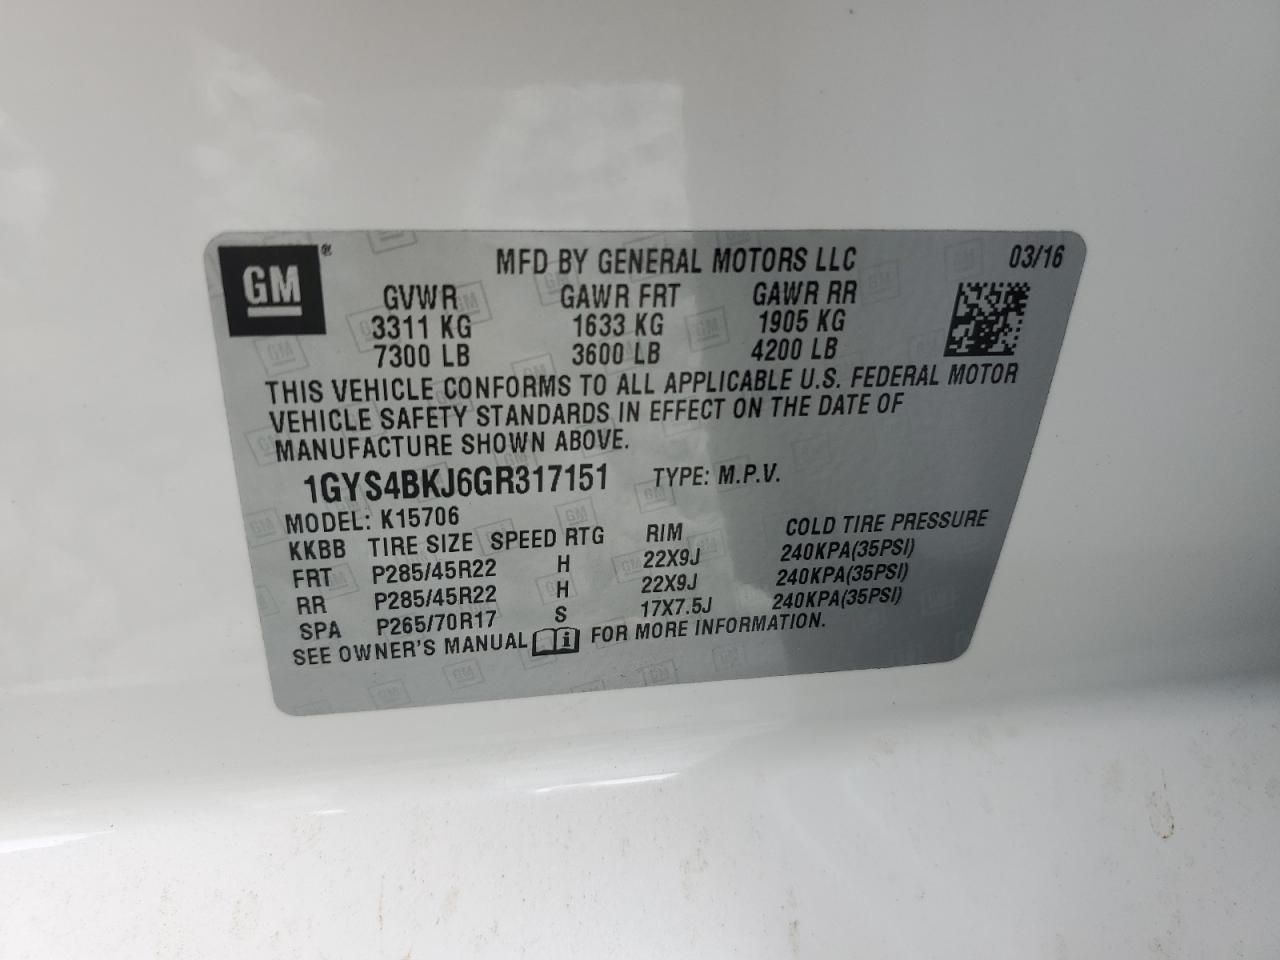 GM ®
MFD BY GENERAL MOTORS LLC 03/16
GVWR GAWR FRT GAWR RR
3311 KG 1633 KG 1905 KG
7300 LB 3600 LB 4200 LB
THIS VEHICLE CONFORMS TO ALL APPLICABLE U.S. FEDERAL MOTOR
VEHICLE SAFETY STANDARDS IN EFFECT ON THE DATE OF
MANUFACTURE SHOWN ABOVE.
1GYS4BKJ6GR317151 TYPE: M.P.V.
MODEL: K15706
KKBB TIRE SIZE SPEED RTG RIM COLD TIRE PRESSURE
FRT P285/45R22 H 22X9J 240KPA(35PSI)
RR P285/45R22 H 22X9J 240KPA(35PSI)
SPA P265/70R17 S 17X7.5J 240KPA(35PSI)
SEE OWNER'S MANUAL i FOR MORE INFORMATION.